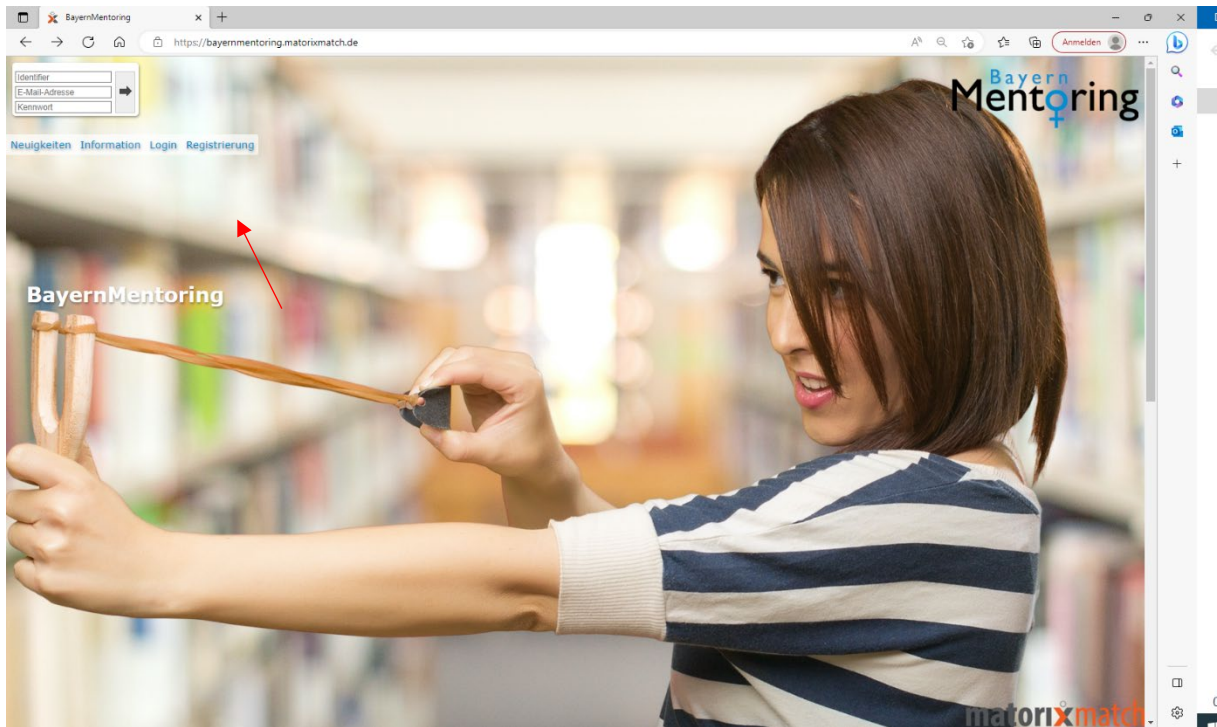 BayernMentoring
https://bayernmentoring.matorixmatch.de
Anmelden
Identifier
E-Mail-Adresse
Kennwort
Bayern
Mentoring
Neuigkeiten Information Login Registrierung
BayernMentoring
matorixmatch